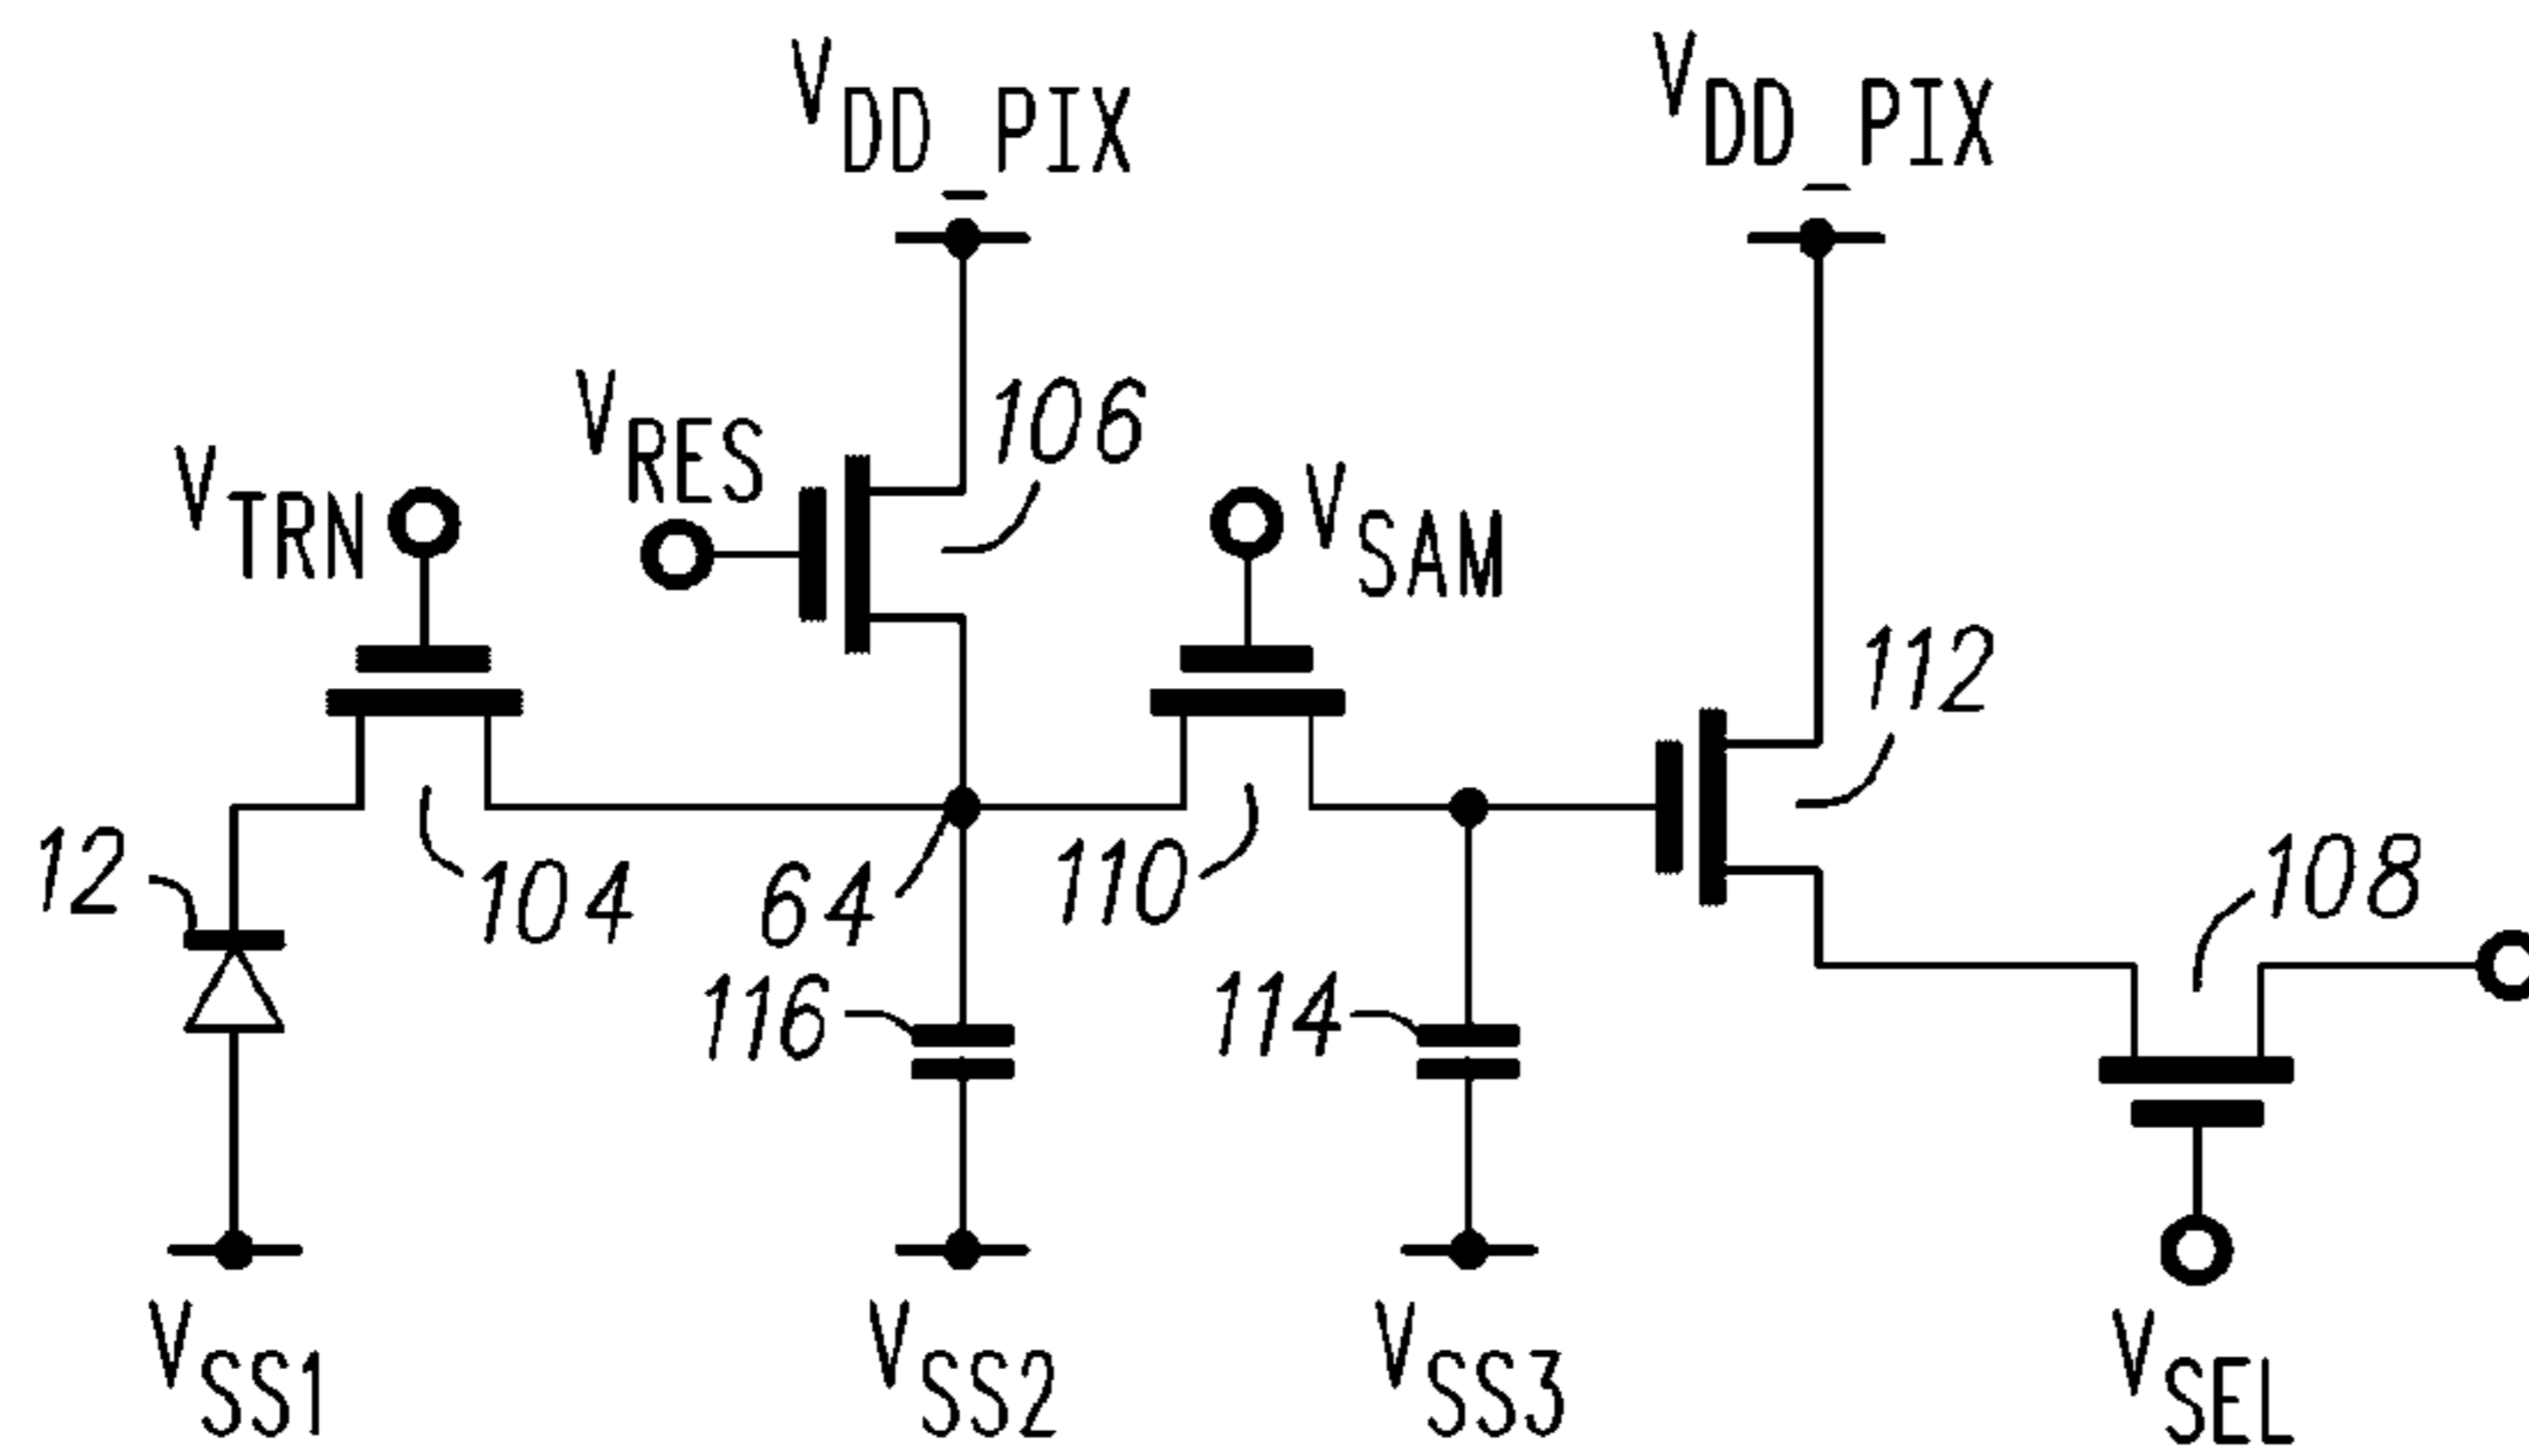 VDD_PIX VDD_PIX
VRES 106
VTRN VSAM
112
12 104 64 110 108
116 114
VSS1 VSS2 VSS3 VSEL